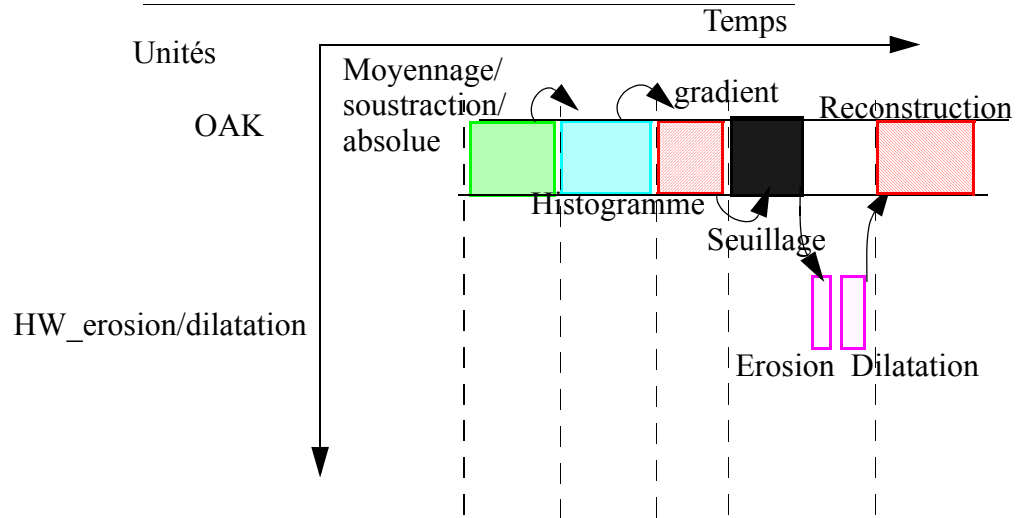 Temps
Unités
Moyennage/
soustraction/
absolue
gradient
Reconstruction
OAK
Histogramme
Seuillage
HW_erosion/dilatation
Erosion
Dilatation